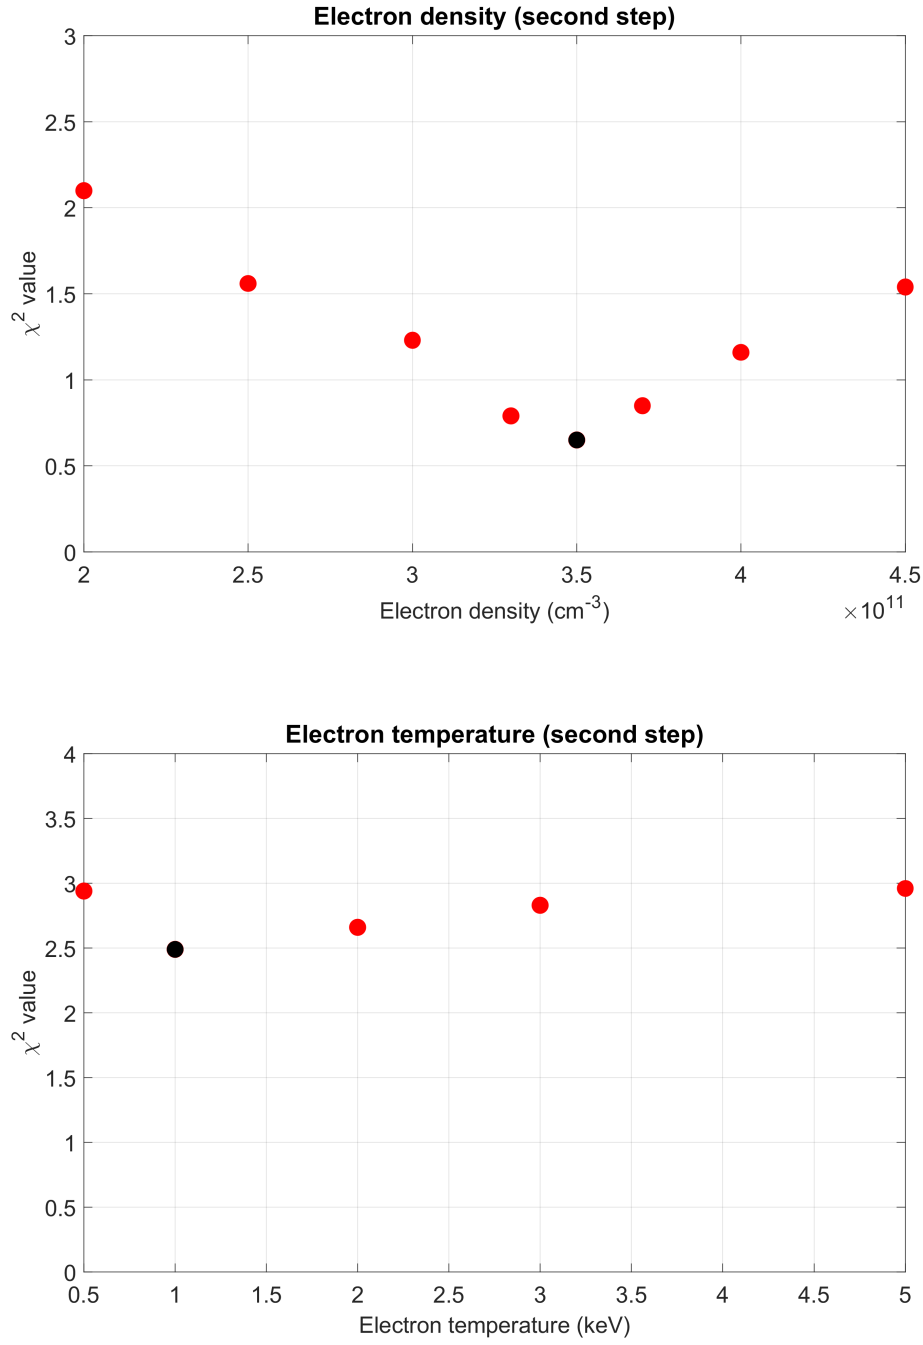 Electron density (second step)
3
2.5
2
1.5
1
0.5
0
χ² value
2 2.5 3 3.5 4 4.5
Electron density (cm⁻³)
×10¹¹
Electron temperature (second step)
4
3.5
3
2.5
2
1.5
1
0.5
0
χ² value
0.5 1 1.5 2 2.5 3 3.5 4 4.5 5
Electron temperature (keV)